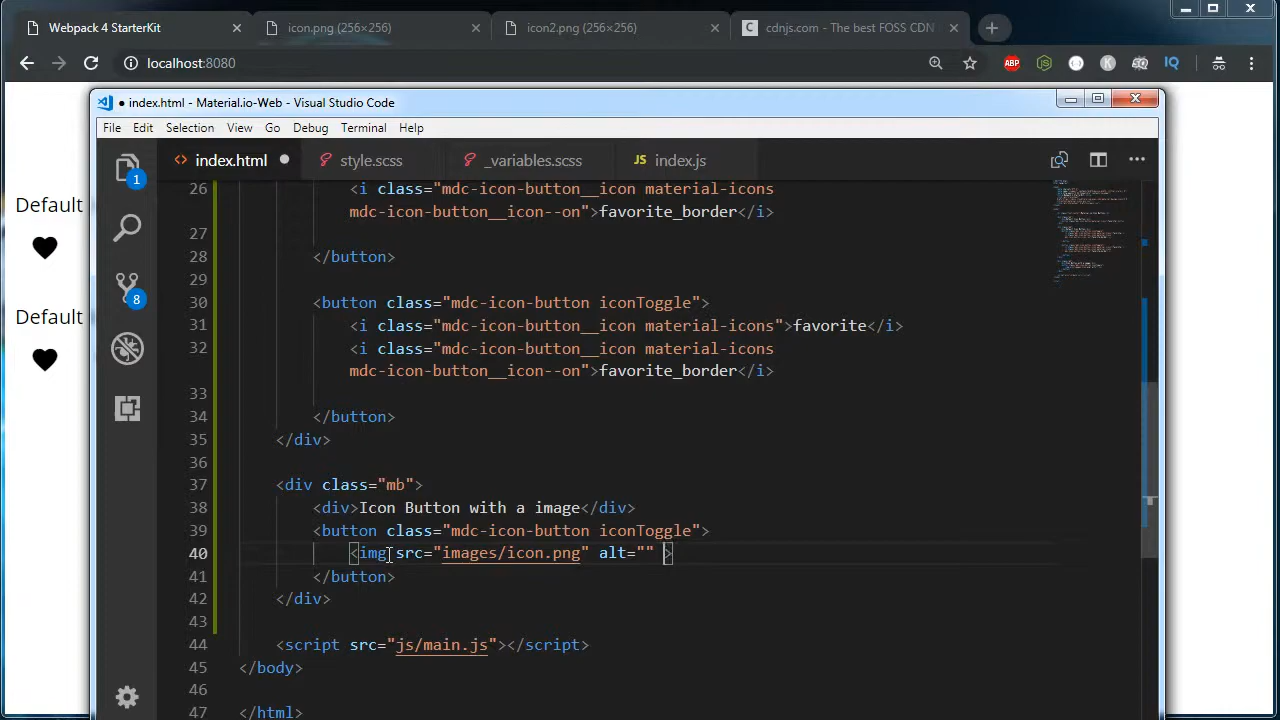 Webpack 4 StarterKit
icon.png (256×256)
icon2.png (256×256)
cdnjs.com - The best FOSS CDN
localhost:8080
ABP
IQ
Default
Default
index.html - Material.io-Web - Visual Studio Code
File Edit Selection View Go Debug Terminal Help
<> index.html
style.scss
_variables.scss
JS index.js
1
8
26 <i class="mdc-icon-button__icon material-icons
mdc-icon-button__icon--on">favorite_border</i>
27
28 </button>
29
30 <button class="mdc-icon-button iconToggle">
31 <i class="mdc-icon-button__icon material-icons">favorite</i>
32 <i class="mdc-icon-button__icon material-icons
mdc-icon-button__icon--on">favorite_border</i>
33
34 </button>
35 </div>
36
37 <div class="mb">
38 <div>Icon Button with a image</div>
39 <button class="mdc-icon-button iconToggle">
40 <img src="images/icon.png" alt="" >
41 </button>
42 </div>
43
44 <script src="js/main.js"></script>
45 </body>
46
47 </html>